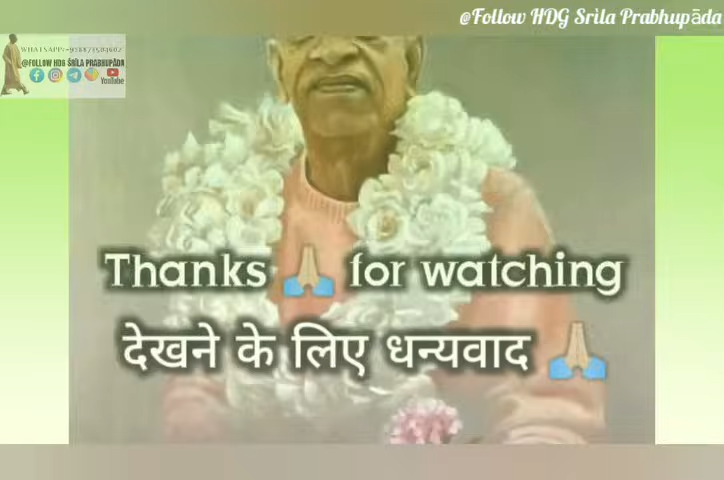 @Follow HDG Srila Prabhupāda
@FOLLOW HDG ŚRĪLA PRABHUPĀDA
YouTube
Thanks 🙏🏼 for watching
देखने के लिए धन्यवाद 🙏🏼